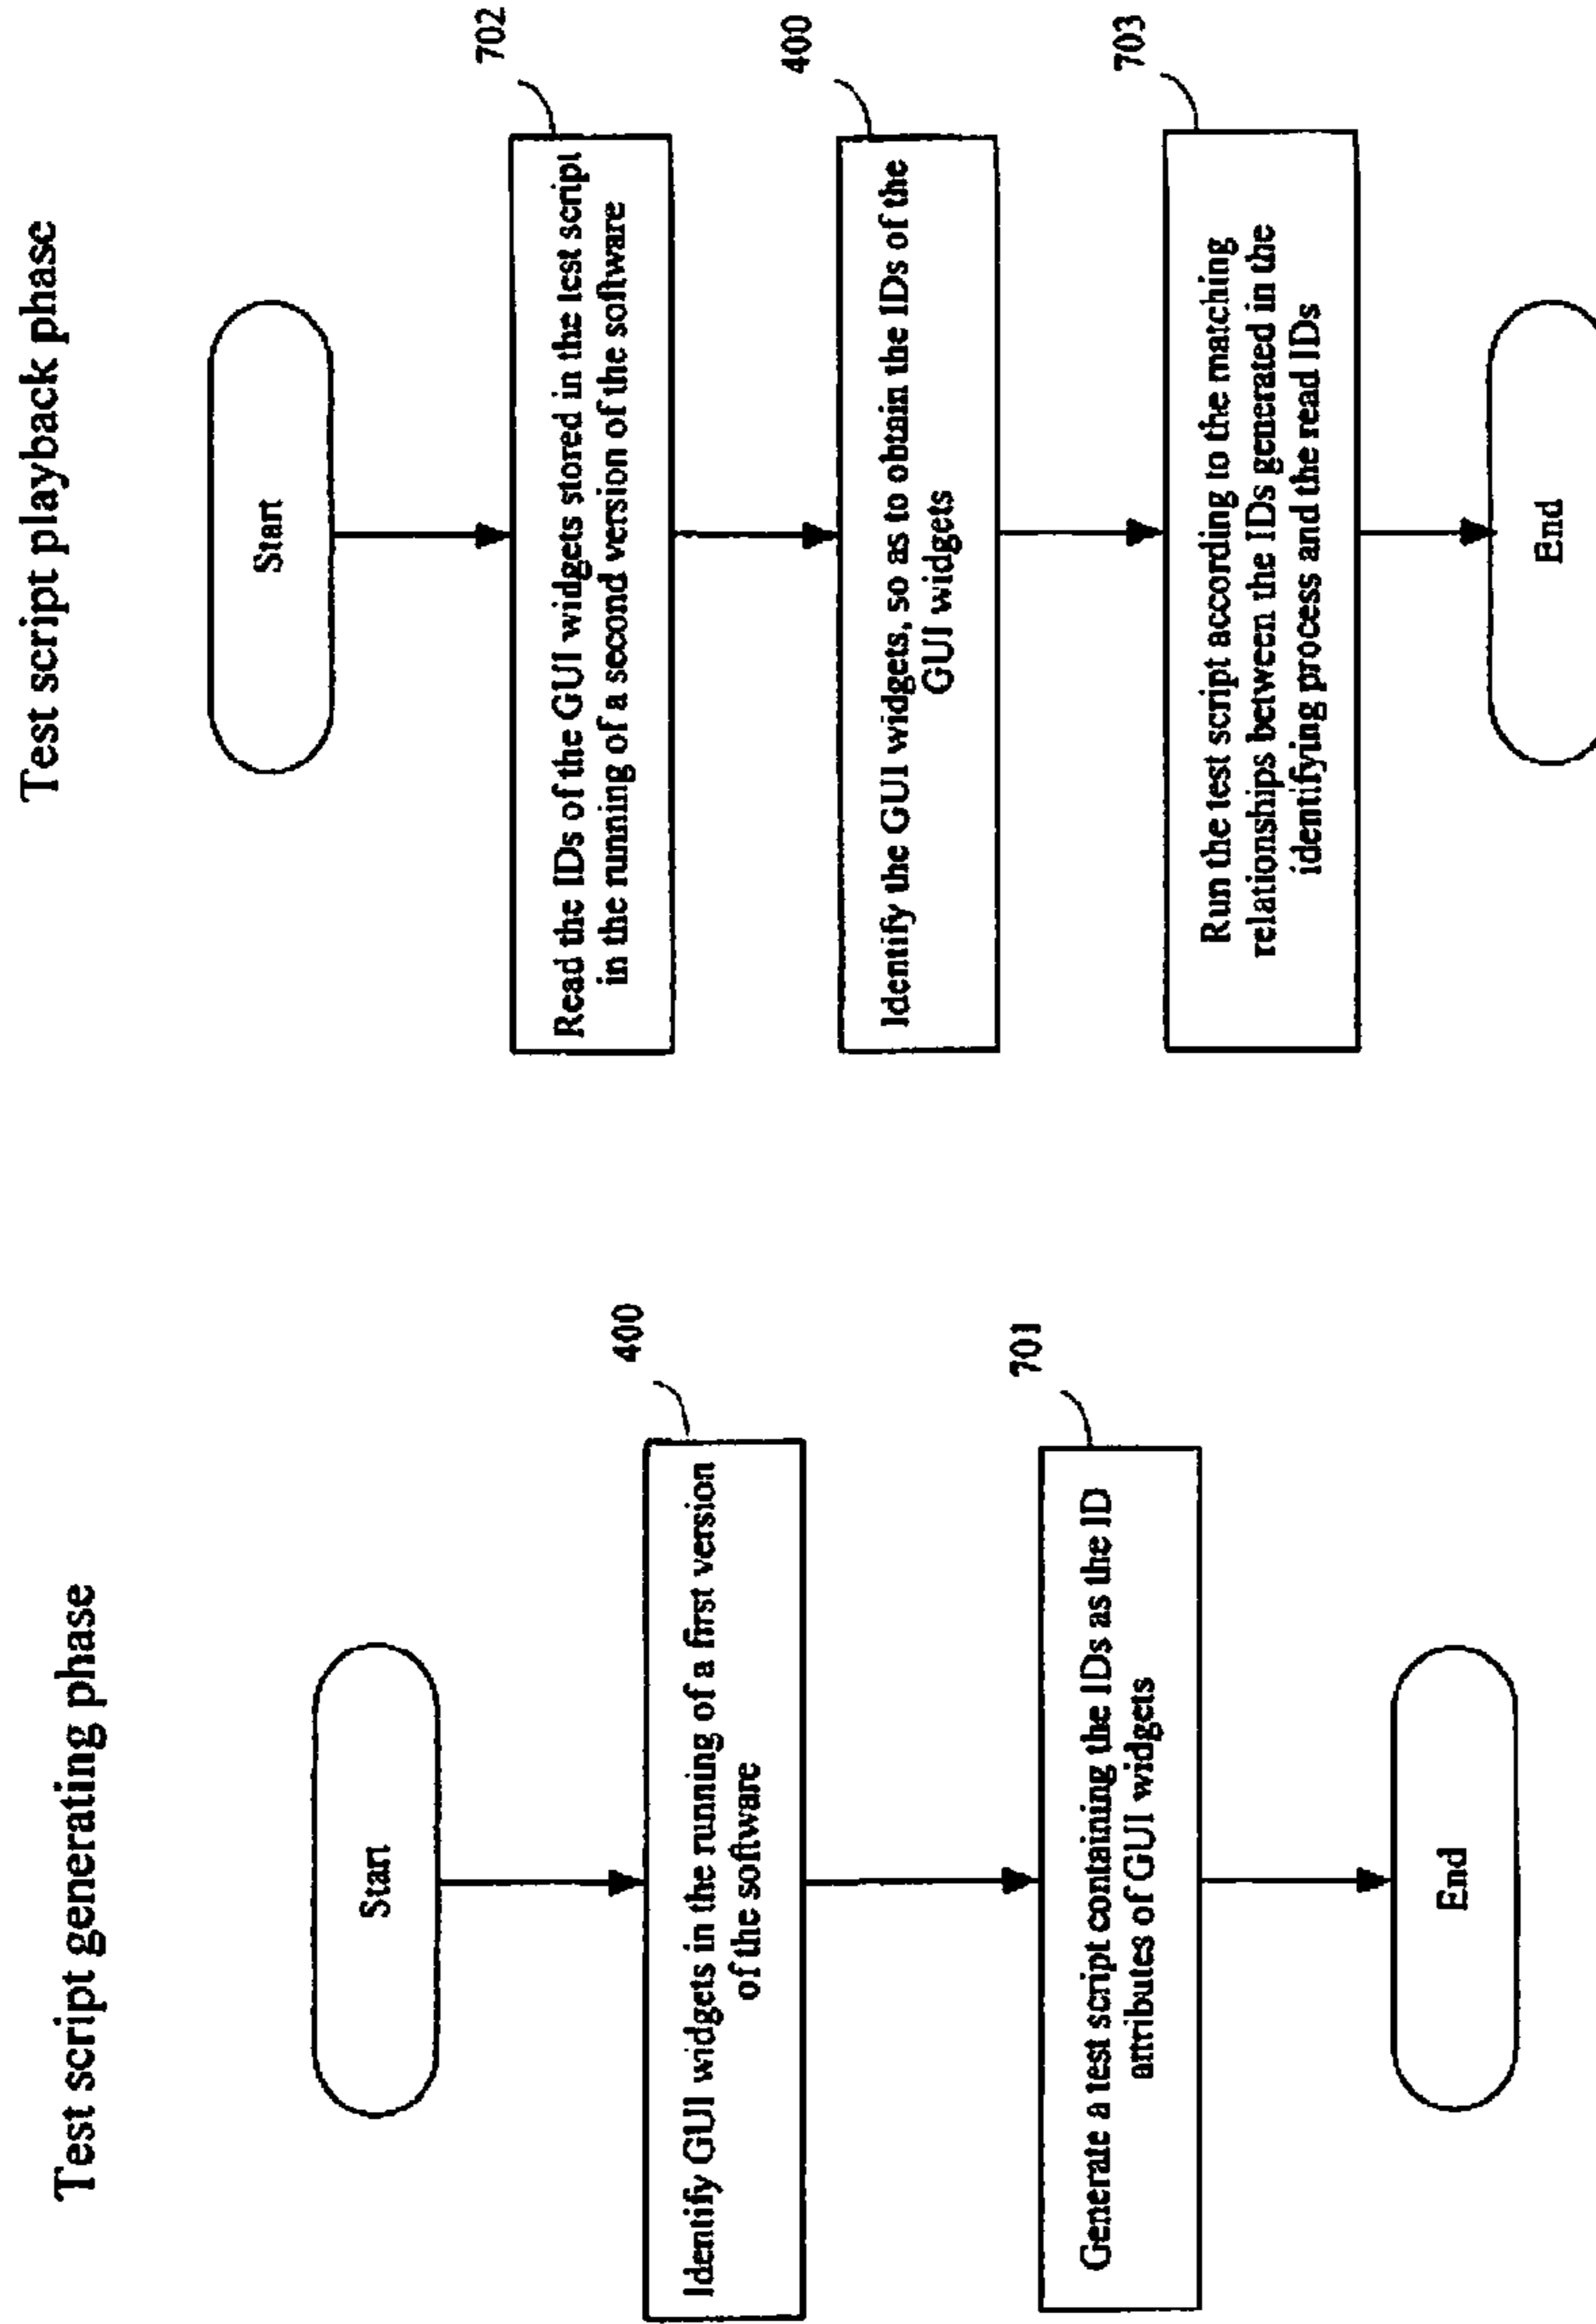 Test script generating phase
Start
400
Identify GUI widgets in the running of a first version
of the software
701
Generate a test script containing the IDs as the ID
attributes of GUI widgets
End
Test script playback phase
Start
702
Read the IDs of the GUI widgets stored in the test script
in the running of a second version of the software
400
Identify the GUI widgets, so as to obtain the IDs of the
GUI widgets
703
Run the test script according to the matching
relationships between the IDs generated in the
identifying process and the read IDs
End